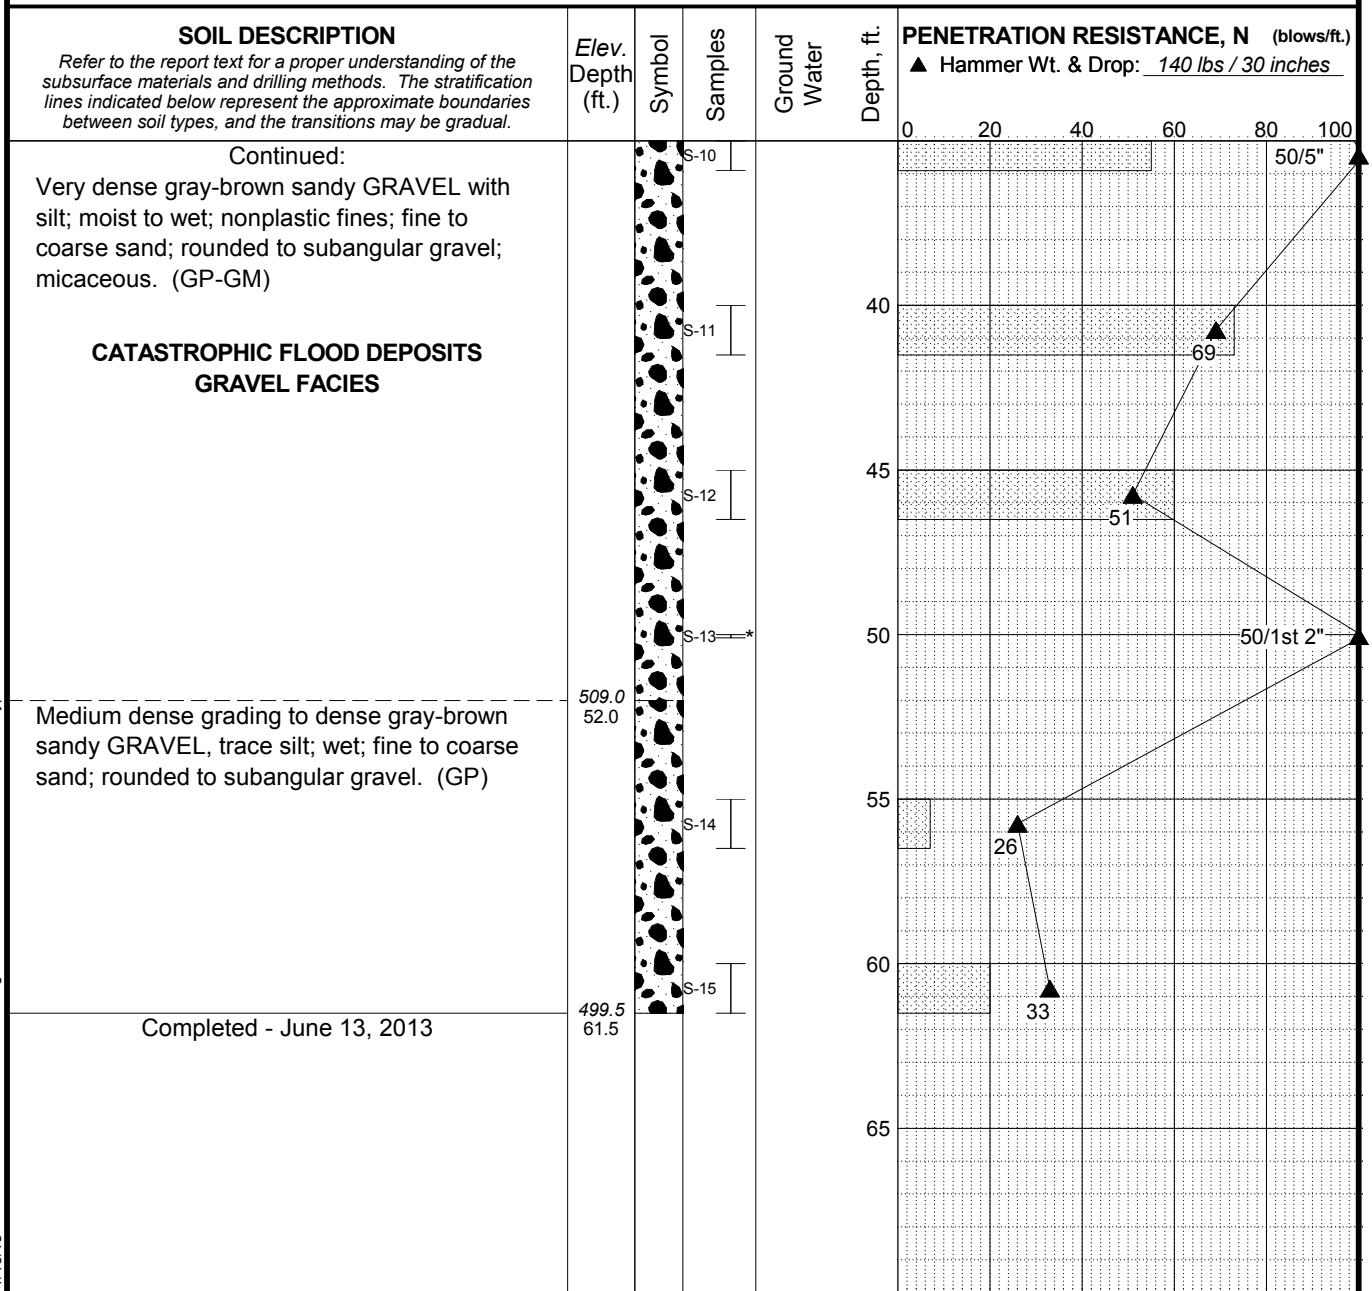 SOIL DESCRIPTION
Refer to the report text for a proper understanding of the
subsurface materials and drilling methods. The stratification
lines indicated below represent the approximate boundaries
between soil types, and the transitions may be gradual.
Elev.
Depth
(ft.)
Symbol
Samples
Ground
Water
Depth, ft.
PENETRATION RESISTANCE, N (blows/ft.)
▲ Hammer Wt. & Drop: 140 lbs / 30 inches
0 20 40 60 80 100
Continued:
Very dense gray-brown sandy GRAVEL with
silt; moist to wet; nonplastic fines; fine to
coarse sand; rounded to subangular gravel;
micaceous. (GP-GM)
CATASTROPHIC FLOOD DEPOSITS
GRAVEL FACIES
S-10
50/5"
40
S-11
69
45
S-12
51
S-13 *
50
50/1st 2"
509.0
52.0
Medium dense grading to dense gray-brown
sandy GRAVEL, trace silt; wet; fine to coarse
sand; rounded to subangular gravel. (GP)
55
S-14
26
60
S-15
33
499.5
61.5
Completed - June 13, 2013
65